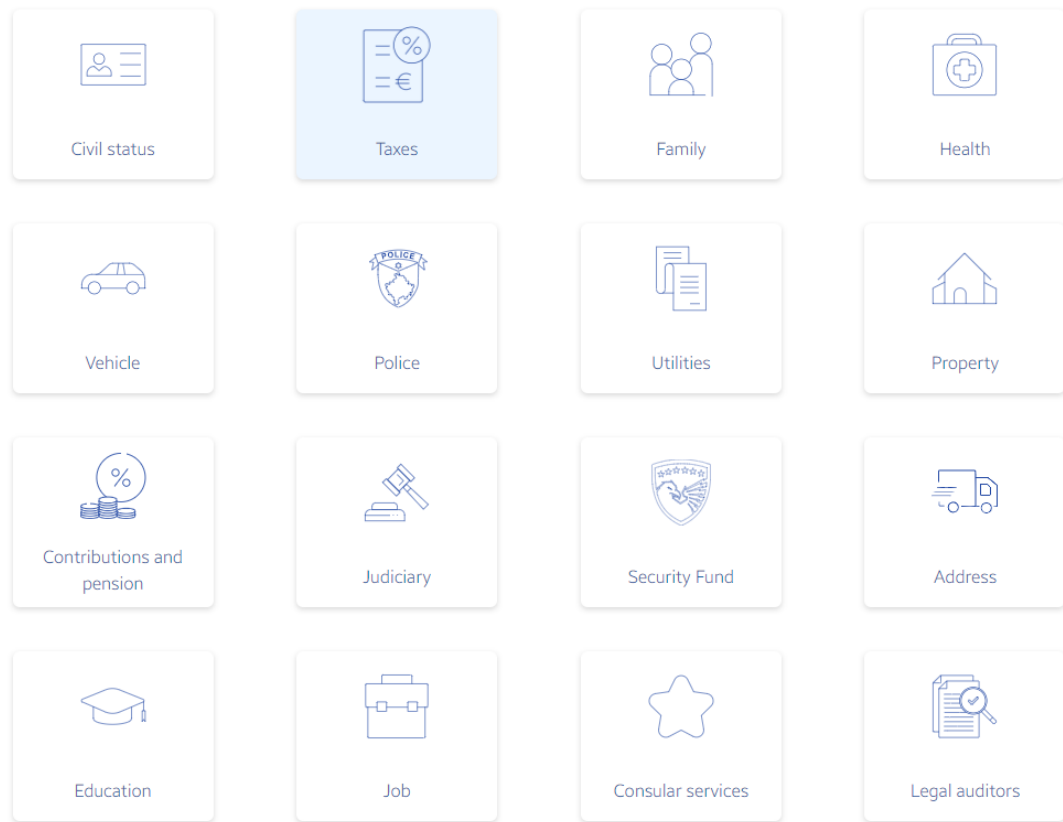 Civil status
Taxes
Family
Health
POLICE
Vehicle
Police
Utilities
Property
Contributions and
pension
Judiciary
Security Fund
Address
Education
Job
Consular services
Legal auditors